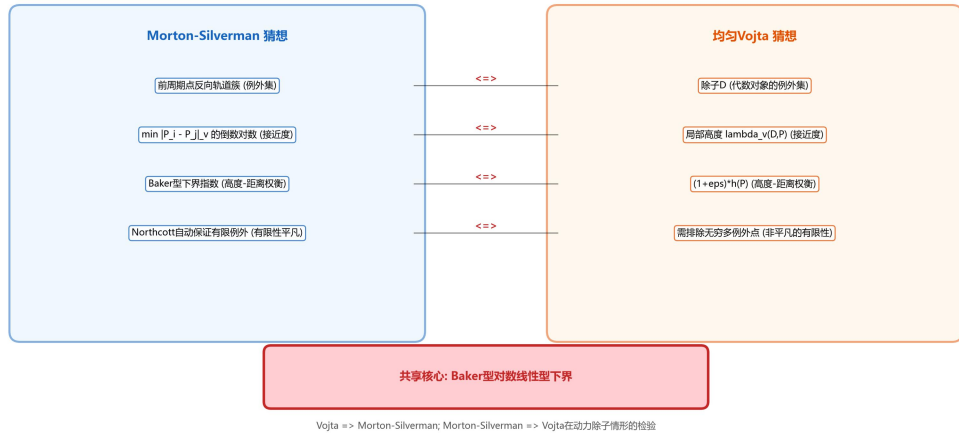 Morton-Silverman 猜想
均匀Vojta 猜想
前周期点反向轨道簇 (例外集)
<=>
除子D (代数对象的例外集)
min |P_i - P_j|_v 的倒数对数 (接近度)
<=>
局部高度 lambda_v(D,P) (接近度)
Baker型下界指数 (高度-距离权衡)
<=>
(1+eps)*h(P) (高度-距离权衡)
Northcott自动保证有限例外 (有限性平凡)
<=>
需排除无穷多例外点 (非平凡的有限性)
共享核心: Baker型对数线性型下界
Vojta => Morton-Silverman; Morton-Silverman => Vojta在动力除子情形的检验